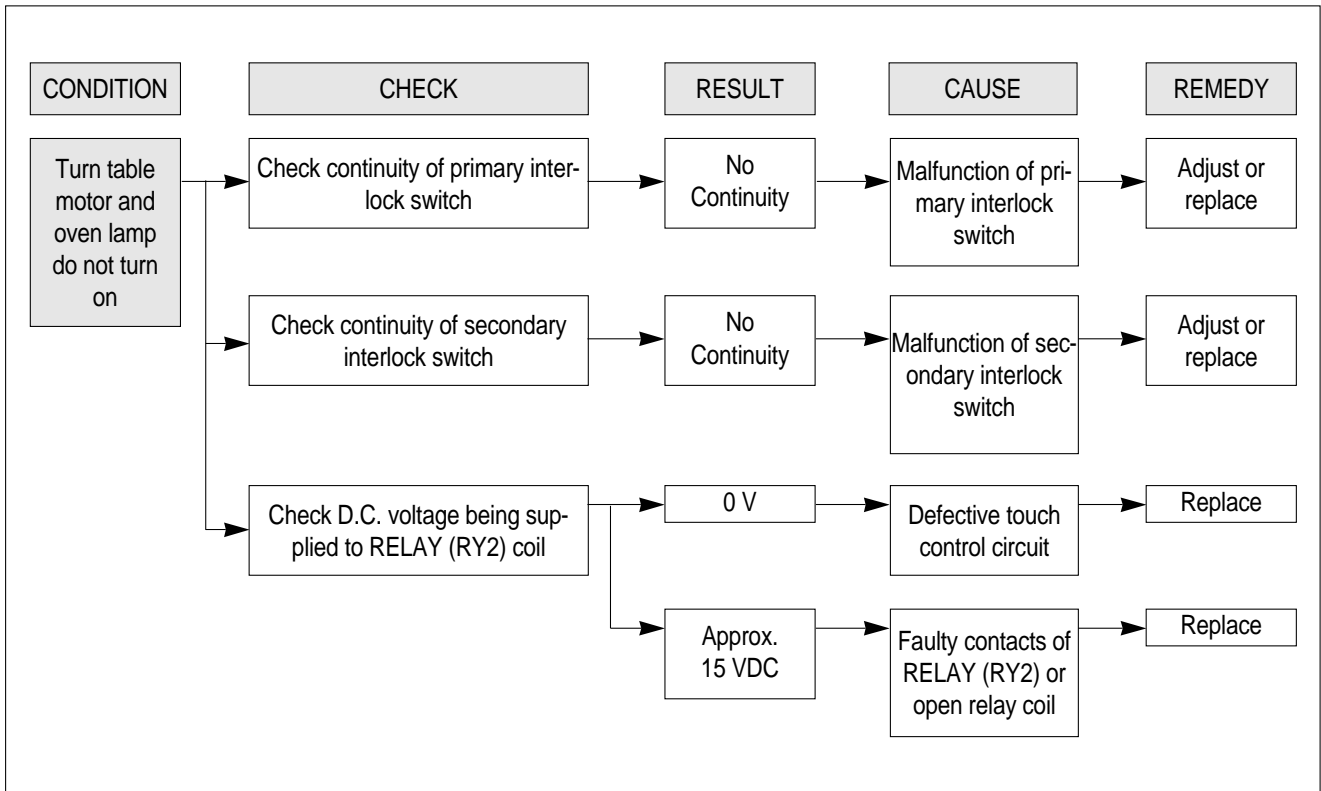 CONDITION
CHECK
RESULT
CAUSE
REMEDY
Turn table
motor and
oven lamp
do not turn
on
Check continuity of primary inter-
lock switch
No
Continuity
Malfunction of pri-
mary interlock
switch
Adjust or
replace
Check continuity of secondary
interlock switch
No
Continuity
Malfunction of sec-
ondary interlock
switch
Adjust or
replace
Check D.C. voltage being sup-
plied to RELAY (RY2) coil
0 V
Defective touch
control circuit
Replace
Approx.
15 VDC
Faulty contacts of
RELAY (RY2) or
open relay coil
Replace